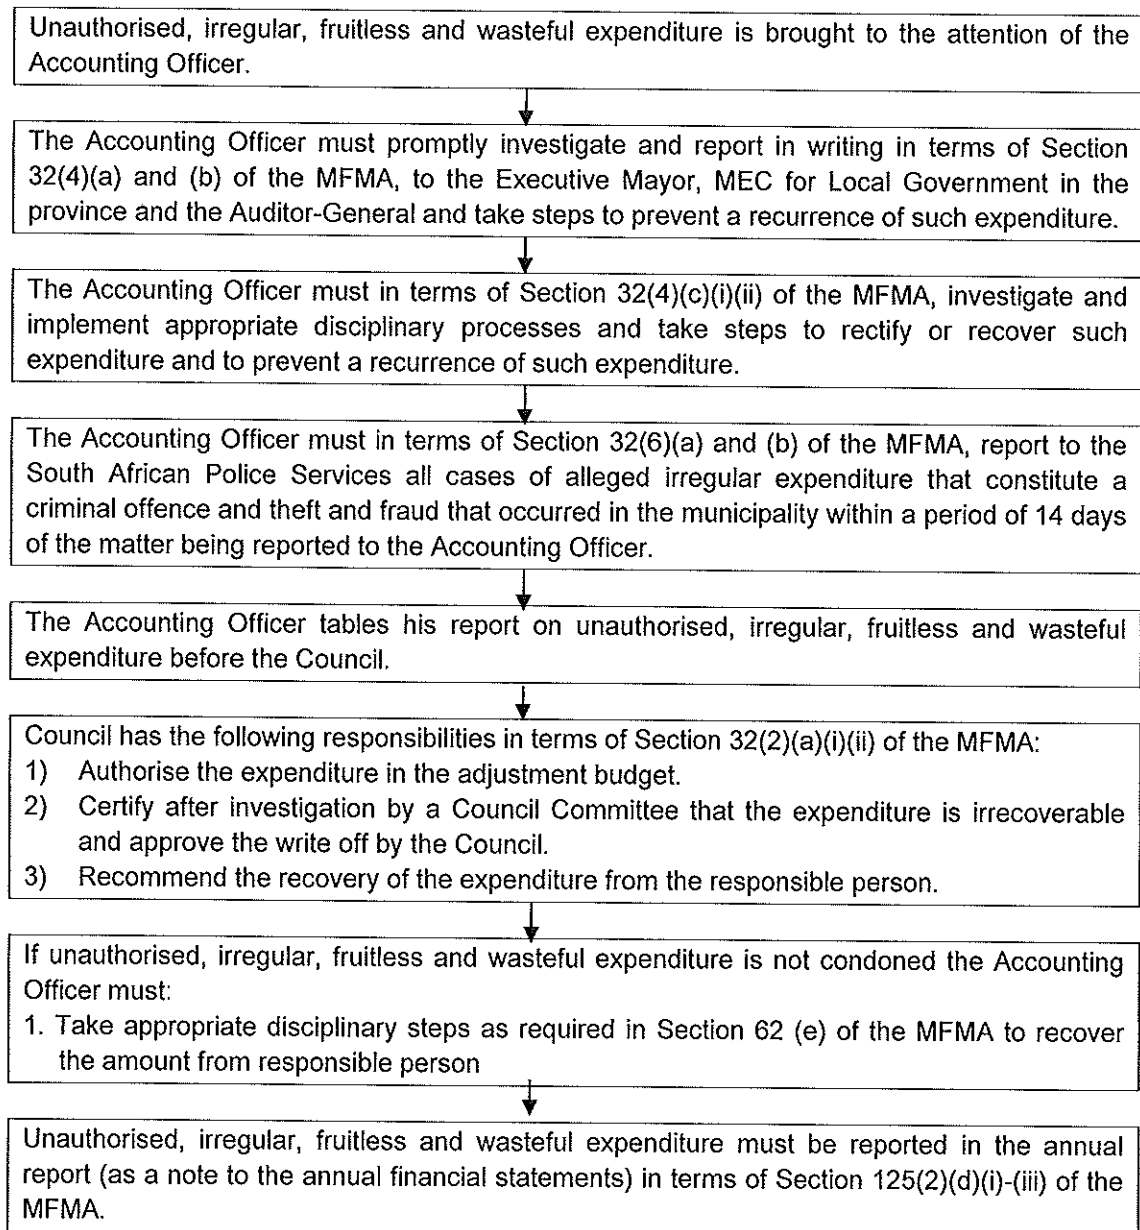 Unauthorised, irregular, fruitless and wasteful expenditure is brought to the attention of the
Accounting Officer.
The Accounting Officer must promptly investigate and report in writing in terms of Section
32(4)(a) and (b) of the MFMA, to the Executive Mayor, MEC for Local Government in the
province and the Auditor-General and take steps to prevent a recurrence of such expenditure.
The Accounting Officer must in terms of Section 32(4)(c)(i)(ii) of the MFMA, investigate and
implement appropriate disciplinary processes and take steps to rectify or recover such
expenditure and to prevent a recurrence of such expenditure.
The Accounting Officer must in terms of Section 32(6)(a) and (b) of the MFMA, report to the
South African Police Services all cases of alleged irregular expenditure that constitute a
criminal offence and theft and fraud that occurred in the municipality within a period of 14 days
of the matter being reported to the Accounting Officer.
The Accounting Officer tables his report on unauthorised, irregular, fruitless and wasteful
expenditure before the Council.
Council has the following responsibilities in terms of Section 32(2)(a)(i)(ii) of the MFMA:
1) Authorise the expenditure in the adjustment budget.
2) Certify after investigation by a Council Committee that the expenditure is irrecoverable
and approve the write off by the Council.
3) Recommend the recovery of the expenditure from the responsible person.
If unauthorised, irregular, fruitless and wasteful expenditure is not condoned the Accounting
Officer must:
1. Take appropriate disciplinary steps as required in Section 62 (e) of the MFMA to recover
the amount from responsible person
Unauthorised, irregular, fruitless and wasteful expenditure must be reported in the annual
report (as a note to the annual financial statements) in terms of Section 125(2)(d)(i)-(iii) of the
MFMA.